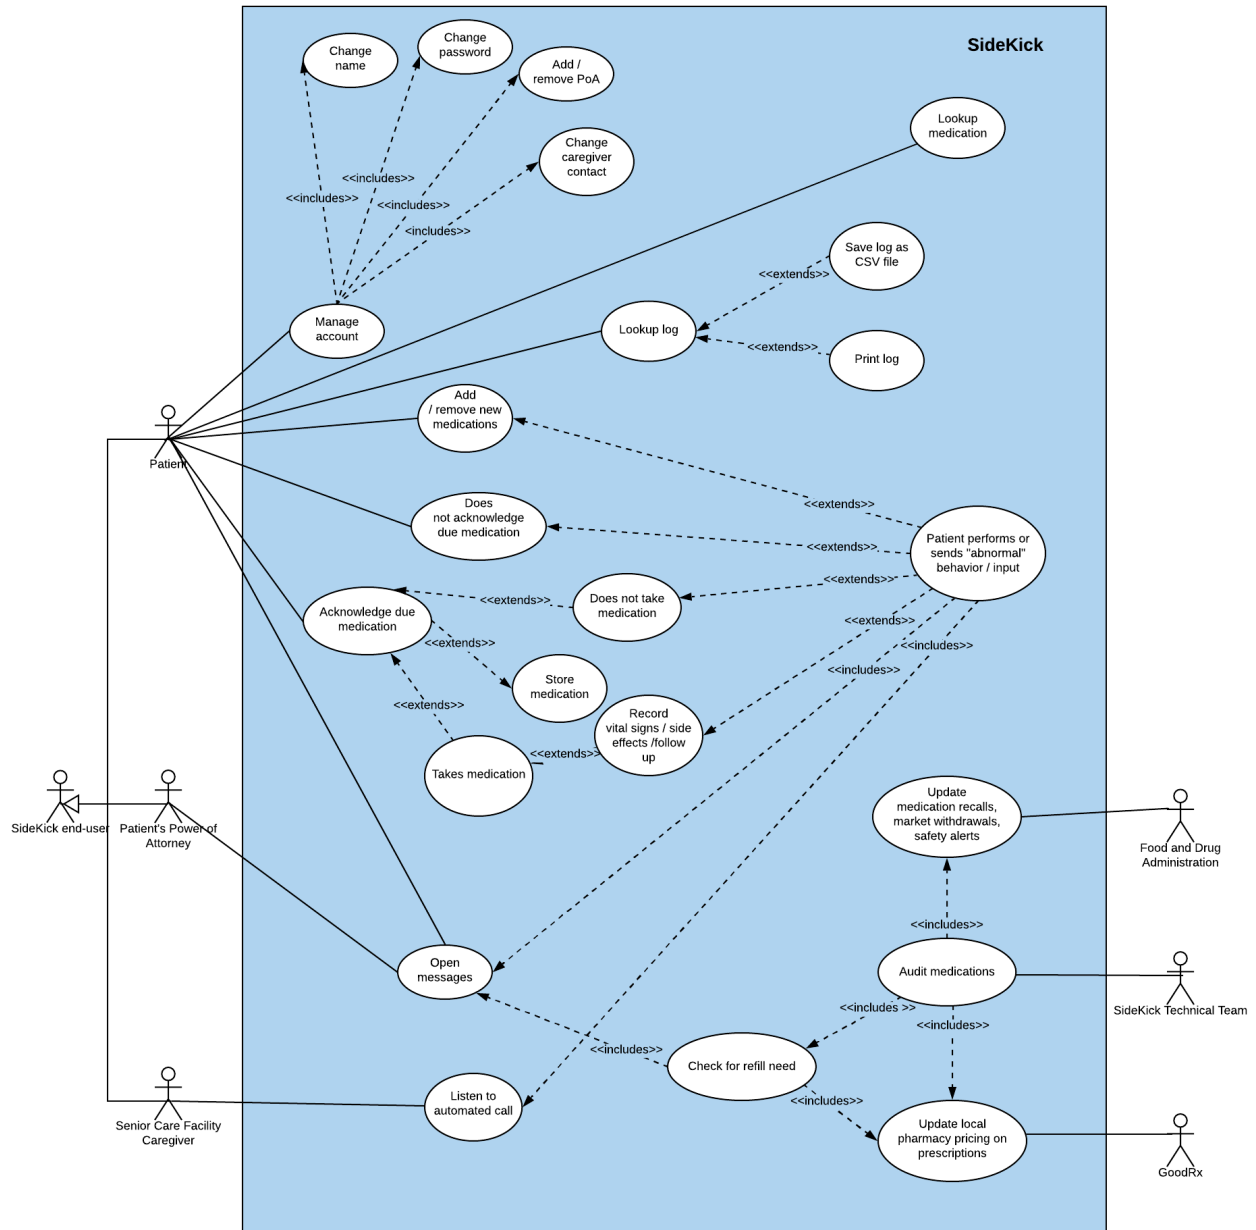 SideKick
Change
name
Change
password
Add /
remove PoA
Change
caregiver
contact
Lookup
medication
<<includes>>
<<includes>>
<<includes>>
<includes>>
Save log as
CSV file
<<extends>>
Manage
account
Lookup log
<<extends>>
Print log
Add
/ remove new
medications
Patient
Does
not acknowledge
due medication
<<extends>>
<<extends>>
Patient performs or
sends "abnormal"
behavior / input
Acknowledge due
medication
<<extends>>
Does not take
medication
<<extends>>
<<extends>>
<<extends>>
<<includes>>
<<includes>>
Store
medication
<<extends>>
Record
vital signs / side
effects /follow
up
<<extends>>
Takes medication
SideKick end-user
Patient's Power of
Attorney
Update
medication recalls,
market withdrawals,
safety alerts
Food and Drug
Administration
<<includes>>
Open
messages
Audit medications
SideKick Technical Team
<<includes >>
<<includes>>
<<includes>>
Check for refill need
<<includes>>
Listen to
automated call
Senior Care Facility
Caregiver
Update local
pharmacy pricing on
prescriptions
GoodRx